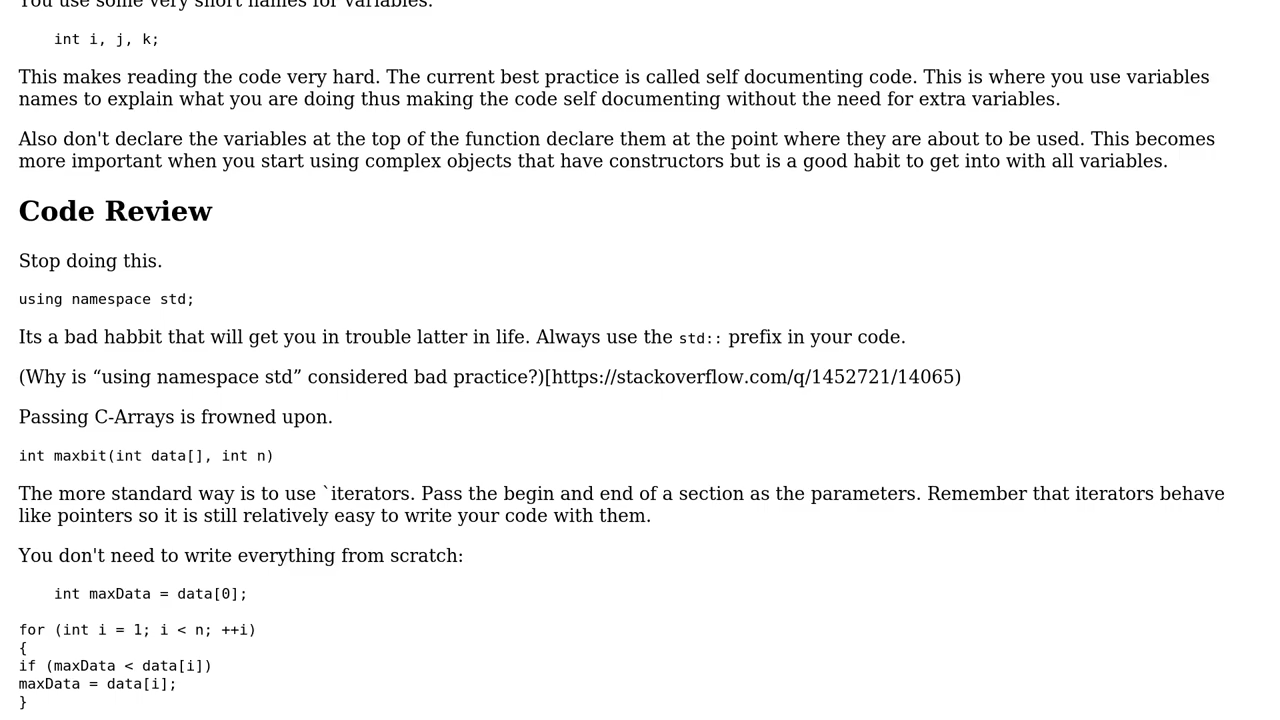 You use some very short names for variables.
int i, j, k;
This makes reading the code very hard. The current best practice is called self documenting code. This is where you use variables
names to explain what you are doing thus making the code self documenting without the need for extra variables.
Also don't declare the variables at the top of the function declare them at the point where they are about to be used. This becomes
more important when you start using complex objects that have constructors but is a good habit to get into with all variables.
Code Review
Stop doing this.
using namespace std;
Its a bad habbit that will get you in trouble latter in life. Always use the std:: prefix in your code.
(Why is “using namespace std” considered bad practice?)[https://stackoverflow.com/q/1452721/14065)
Passing C-Arrays is frowned upon.
int maxbit(int data[], int n)
The more standard way is to use `iterators. Pass the begin and end of a section as the parameters. Remember that iterators behave
like pointers so it is still relatively easy to write your code with them.
You don't need to write everything from scratch:
int maxData = data[0];
for (int i = 1; i < n; ++i)
{
if (maxData < data[i])
maxData = data[i];
}